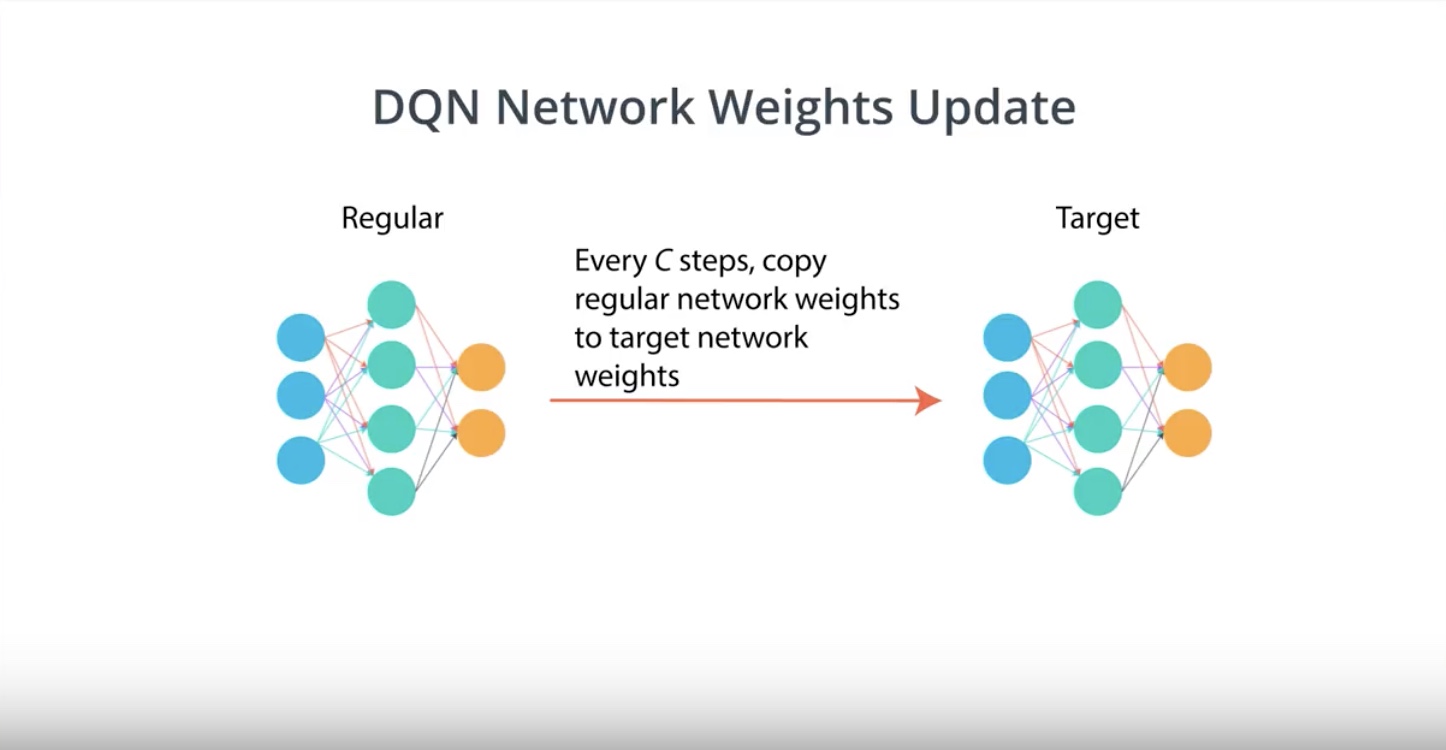 DQN Network Weights Update
Regular
Target
Every C steps, copy
regular network weights
to target network
weights